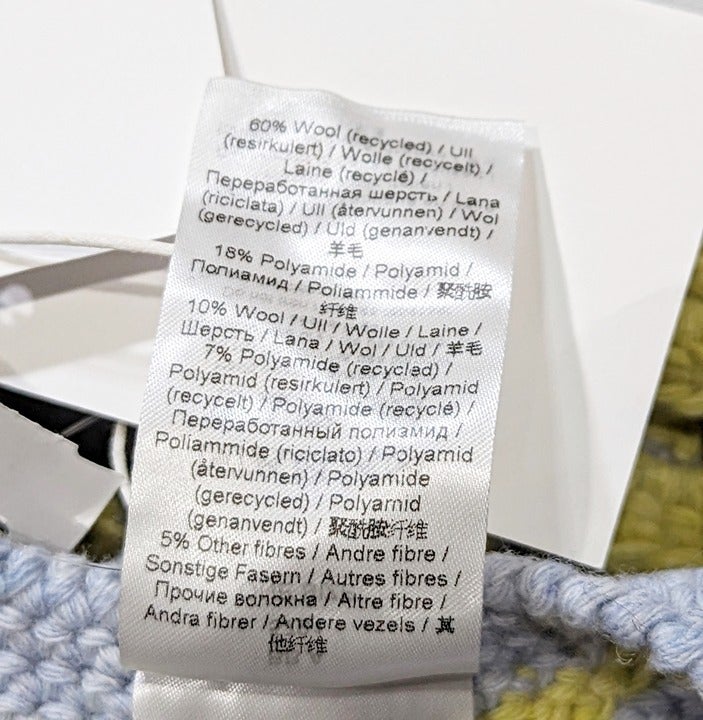 60% Wool (recycled) / Ull
(resirkulert) / Wolle (recycelt) /
Laine (recyclé) /
Переработанная шерсть / Lana
(riciclata) / Ull (återvunnen) / Wol
(gerecycled) / Uld (genanvendt) /
羊毛
18% Polyamide / Polyamid /
Полиамид / Poliammide / 聚酰胺
纤维
10% Wool / Ull / Wolle / Laine /
Шерсть / Lana / Wol / Uld / 羊毛
7% Polyamide (recycled) /
Polyamid (resirkulert) / Polyamid
(recycelt) / Polyamide (recyclé) /
Переработанный полиамид /
Poliammide (riciclato) / Polyamid
(återvunnen) / Polyamide
(gerecycled) / Polyamid
(genanvendt) / 聚酰胺纤维
5% Other fibres / Andre fibre /
Sonstige Fasern / Autres fibres /
Прочие волокна / Altre fibre /
Andra fibrer / Andere vezels / 其
他纤维